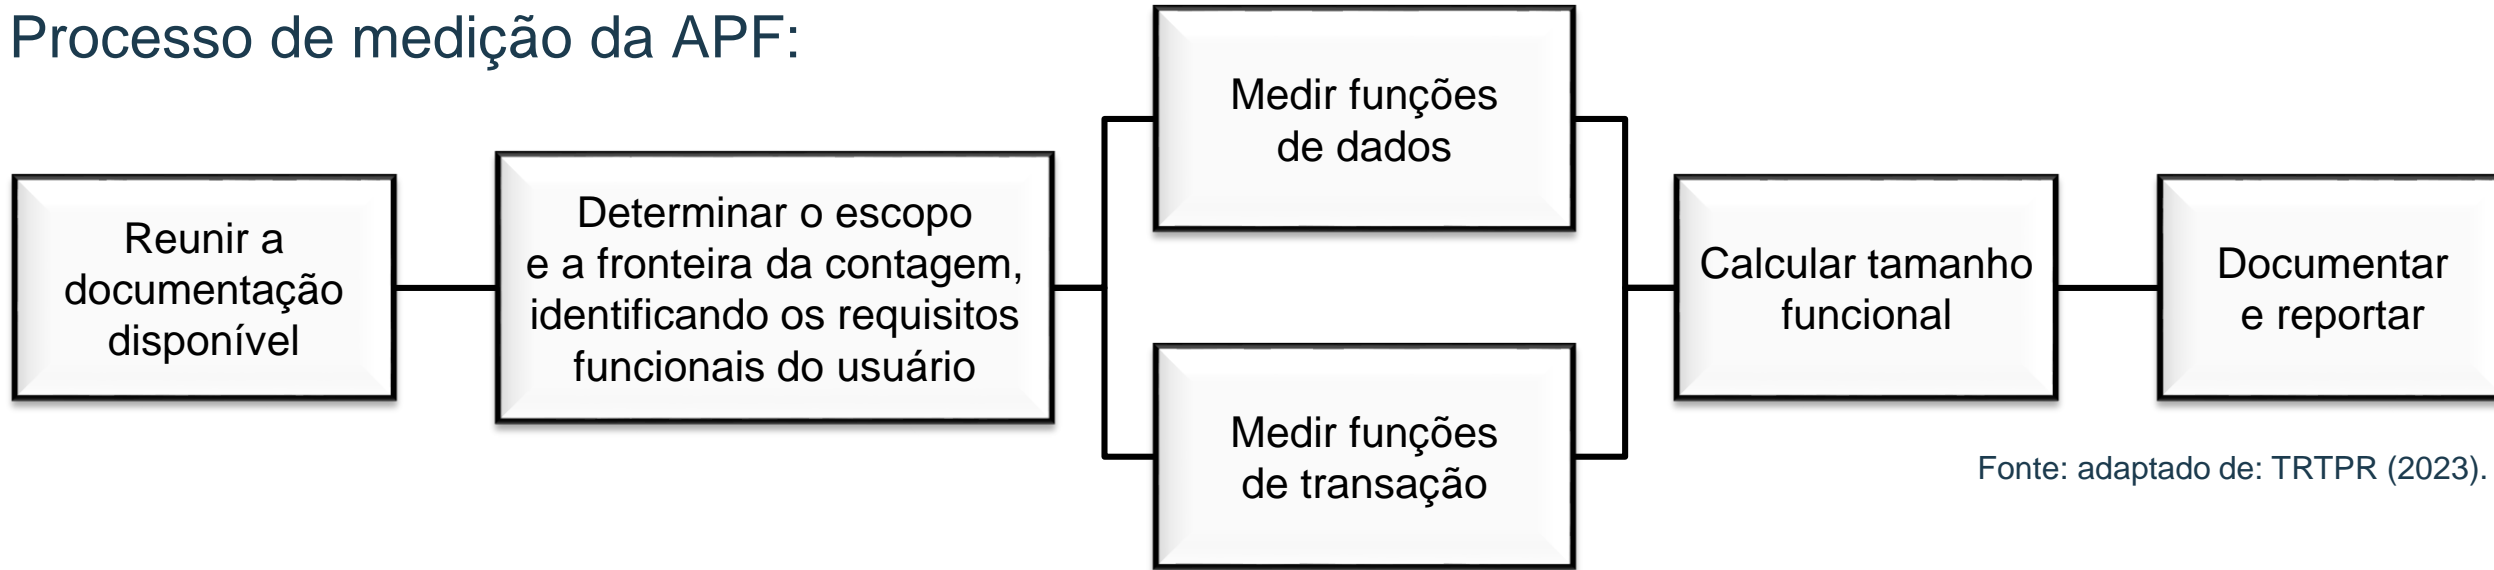 Processo de medição da APF:
Reunir a
documentação
disponível
Determinar o escopo
e a fronteira da contagem,
identificando os requisitos
funcionais do usuário
Medir funções
de dados
Medir funções
de transação
Calcular tamanho
funcional
Documentar
e reportar
Fonte: adaptado de: TRTPR (2023).